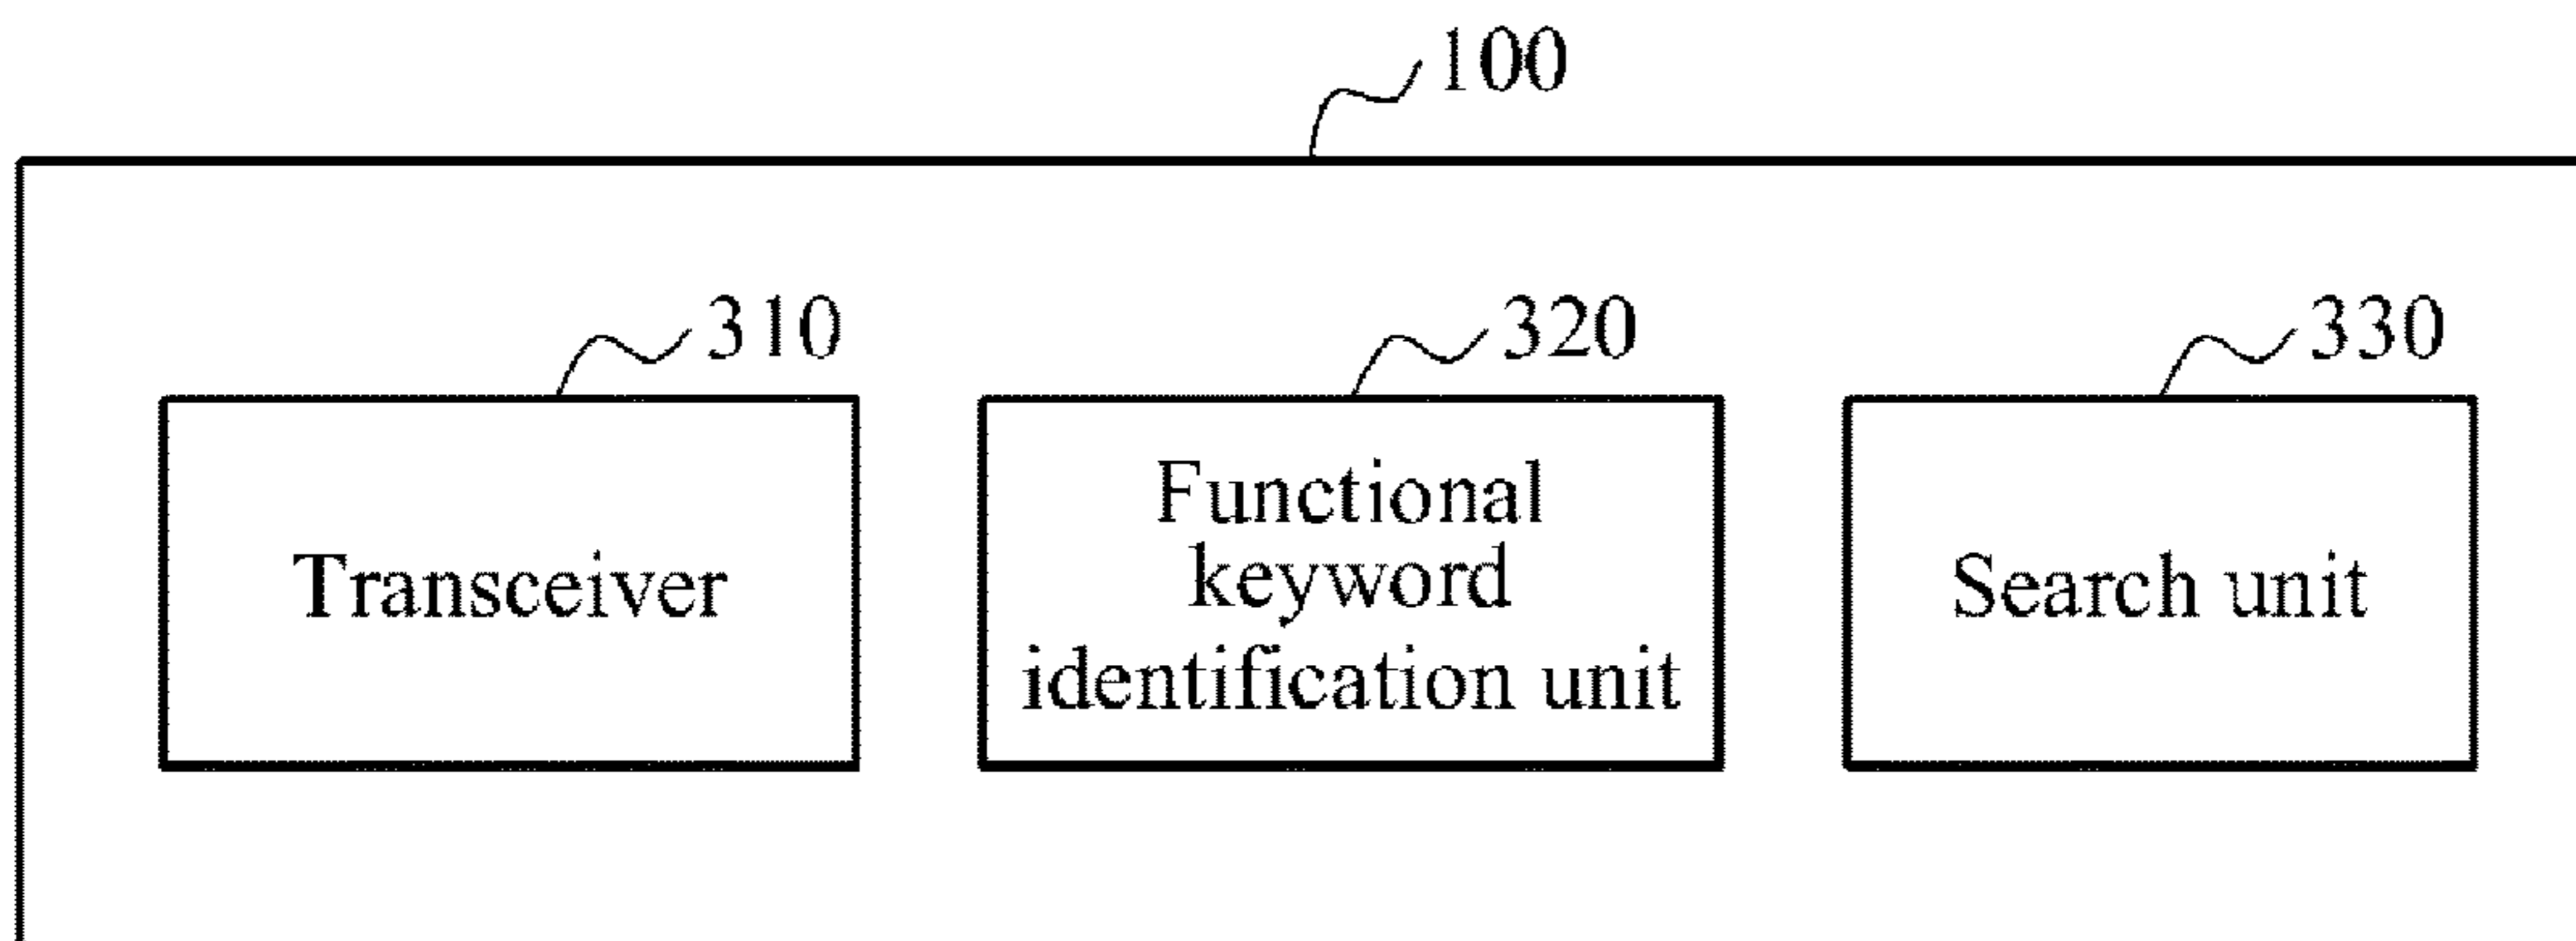 100
310
320
330
Transceiver
Functional
keyword
identification unit
Search unit